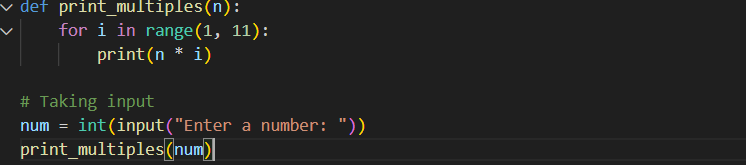 def print_multiples(n):
    for i in range(1, 11):
        print(n * i)

# Taking input
num = int(input("Enter a number: "))
print_multiples(num)